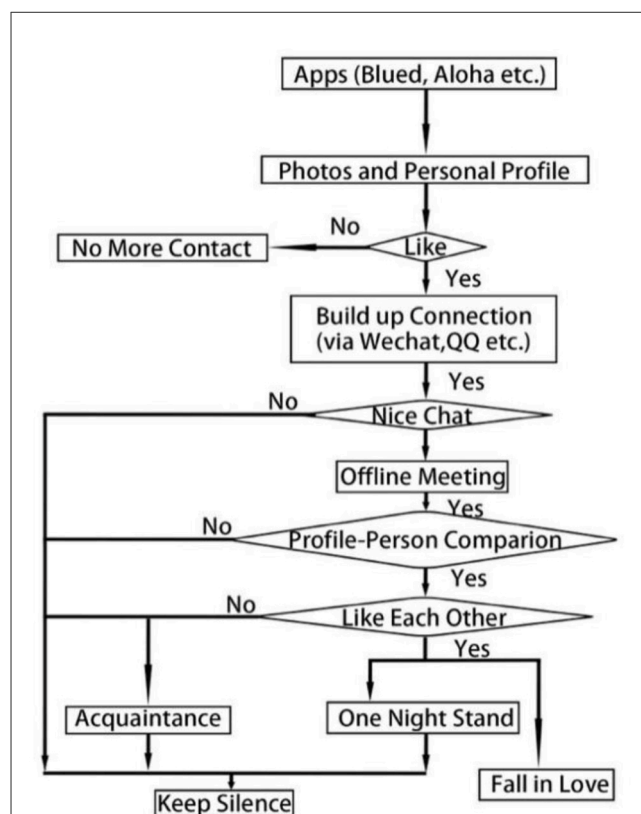 Apps (Blued, Aloha etc.)
Photos and Personal Profile
No
Like
No More Contact
Yes
Build up Connection
(via Wechat,QQ etc.)
Yes
No
Nice Chat
Offline Meeting
Yes
No
Profile-Person Comparion
Yes
No
Like Each Other
Yes
Acquaintance
One Night Stand
Fall in Love
Keep Silence